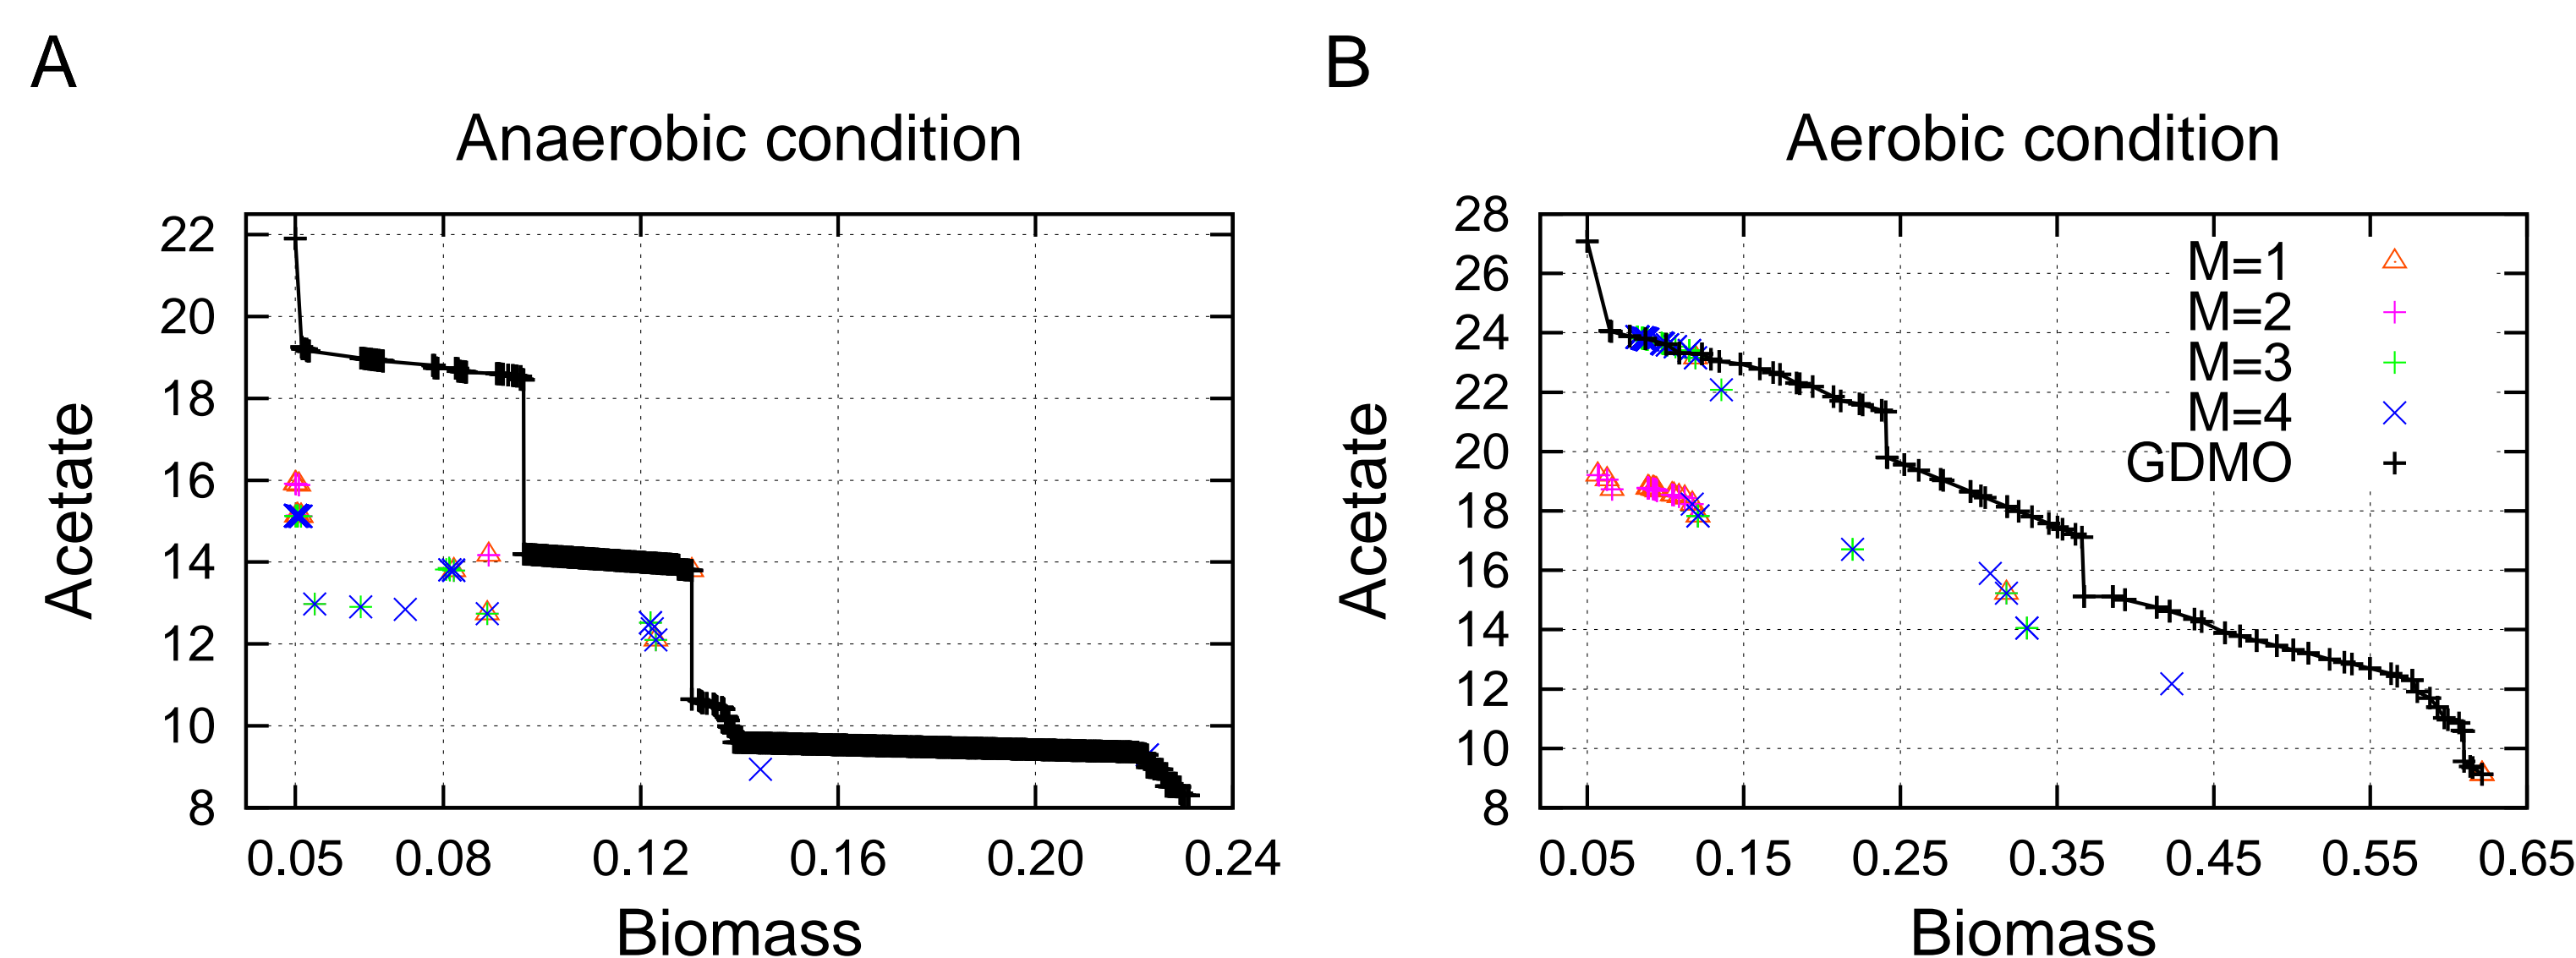 A
Anaerobic condition
22
20
18
16
14
12
10
8
Acetate
0.05 0.08 0.12 0.16 0.20 0.24
Biomass
B
Aerobic condition
28
26
24
22
20
18
16
14
12
10
8
Acetate
M=1
M=2
M=3
M=4
GDMO
0.05 0.15 0.25 0.35 0.45 0.55 0.65
Biomass